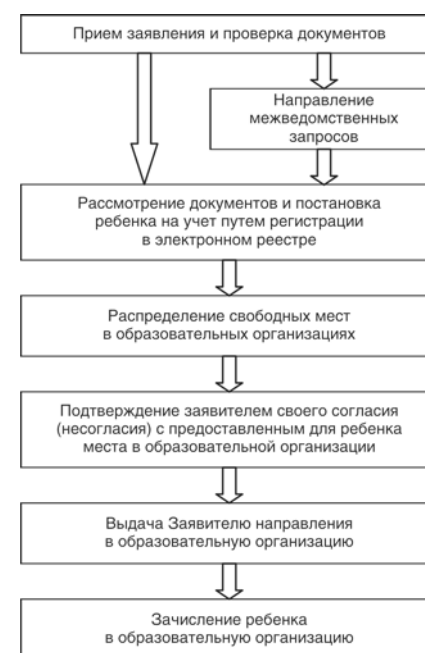 Прием заявления и проверка документов
Направление
межведомственных
запросов
Рассмотрение документов и постановка
ребенка на учет путем регистрации
в электронном реестре
Распределение свободных мест
в образовательных организациях
Подтверждение заявителем своего согласия
(несогласия) с предоставленным для ребенка
места в образовательной организации
Выдача Заявителю направления
в образовательную организацию
Зачисление ребенка
в образовательную организацию